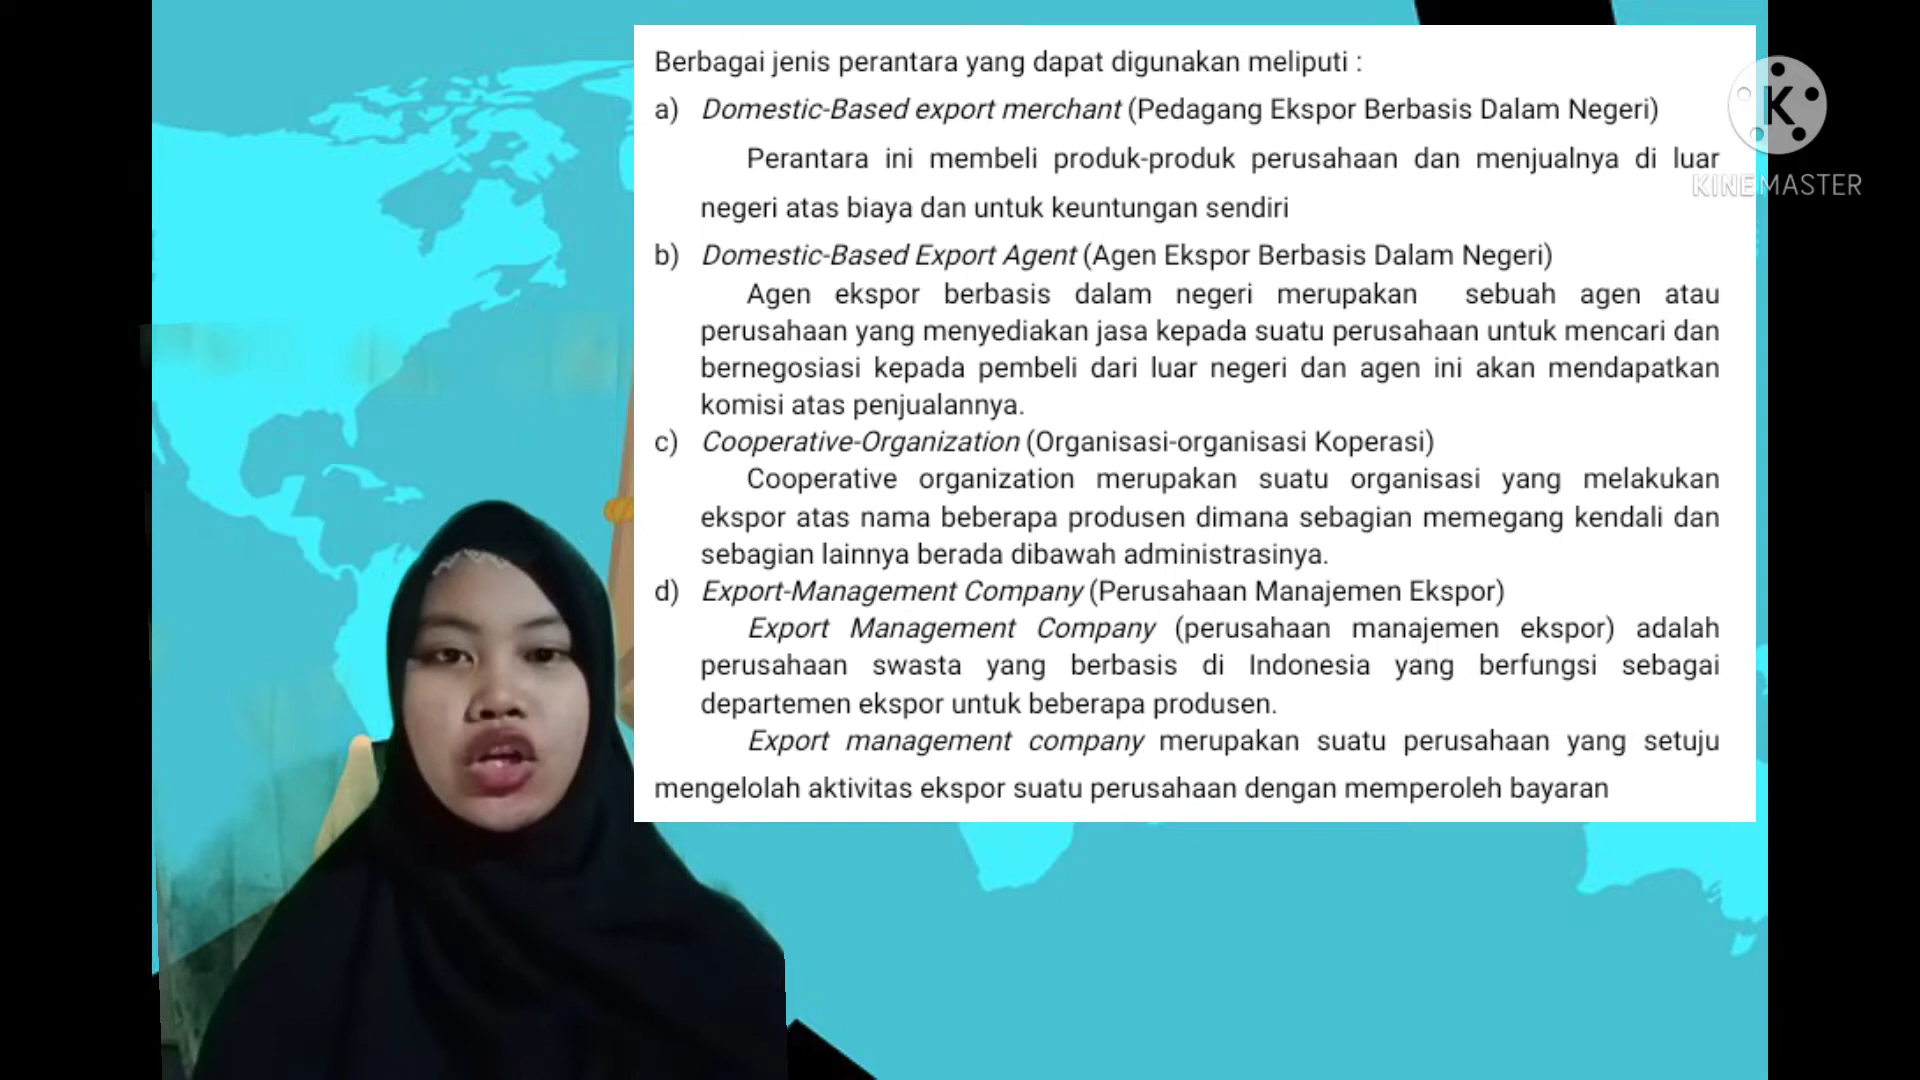 Berbagai jenis perantara yang dapat digunakan meliputi :
a) Domestic-Based export merchant (Pedagang Ekspor Berbasis Dalam Negeri)
Perantara ini membeli produk-produk perusahaan dan menjualnya di luar
negeri atas biaya dan untuk keuntungan sendiri
b) Domestic-Based Export Agent (Agen Ekspor Berbasis Dalam Negeri)
Agen ekspor berbasis dalam negeri merupakan sebuah agen atau
perusahaan yang menyediakan jasa kepada suatu perusahaan untuk mencari dan
bernegosiasi kepada pembeli dari luar negeri dan agen ini akan mendapatkan
komisi atas penjualannya.
c) Cooperative-Organization (Organisasi-organisasi Koperasi)
Cooperative organization merupakan suatu organisasi yang melakukan
ekspor atas nama beberapa produsen dimana sebagian memegang kendali dan
sebagian lainnya berada dibawah administrasinya.
d) Export-Management Company (Perusahaan Manajemen Ekspor)
Export Management Company (perusahaan manajemen ekspor) adalah
perusahaan swasta yang berbasis di Indonesia yang berfungsi sebagai
departemen ekspor untuk beberapa produsen.
Export management company merupakan suatu perusahaan yang setuju
mengelolah aktivitas ekspor suatu perusahaan dengan memperoleh bayaran
K
KINEMASTER